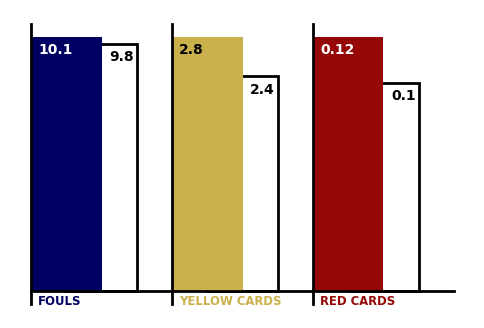 10.1
9.8
2.8
2.4
0.12
0.1
FOULS
YELLOW CARDS
RED CARDS